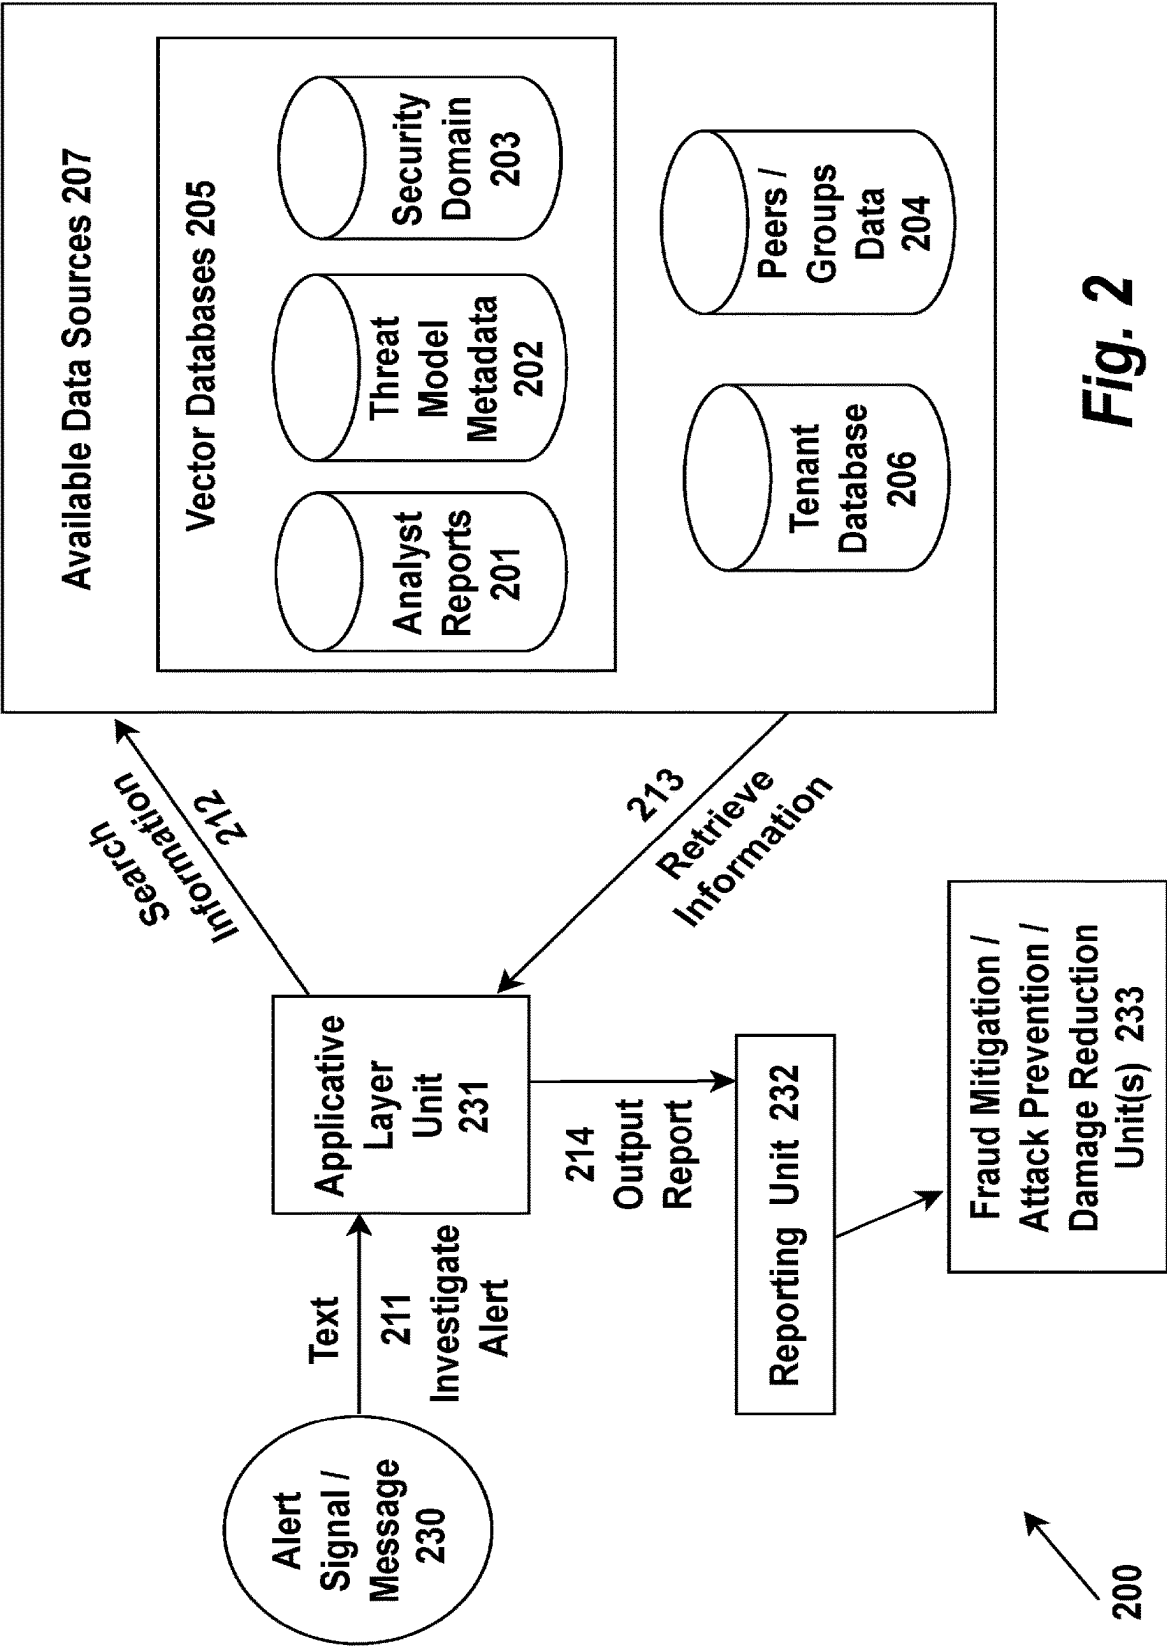 Available Data Sources 207
Vector Databases 205
Analyst
Reports
201
Threat
Model
Metadata
202
Security
Domain
203
Tenant
Database
206
Peers /
Groups
Data
204
Search
Information
212
213
Retrieve
Information
Alert
Signal /
Message
230
Text
211
Investigate
Alert
Applicative
Layer
Unit
231
214
Output
Report
Reporting Unit 232
Fraud Mitigation /
Attack Prevention /
Damage Reduction
Unit(s) 233
200
Fig. 2